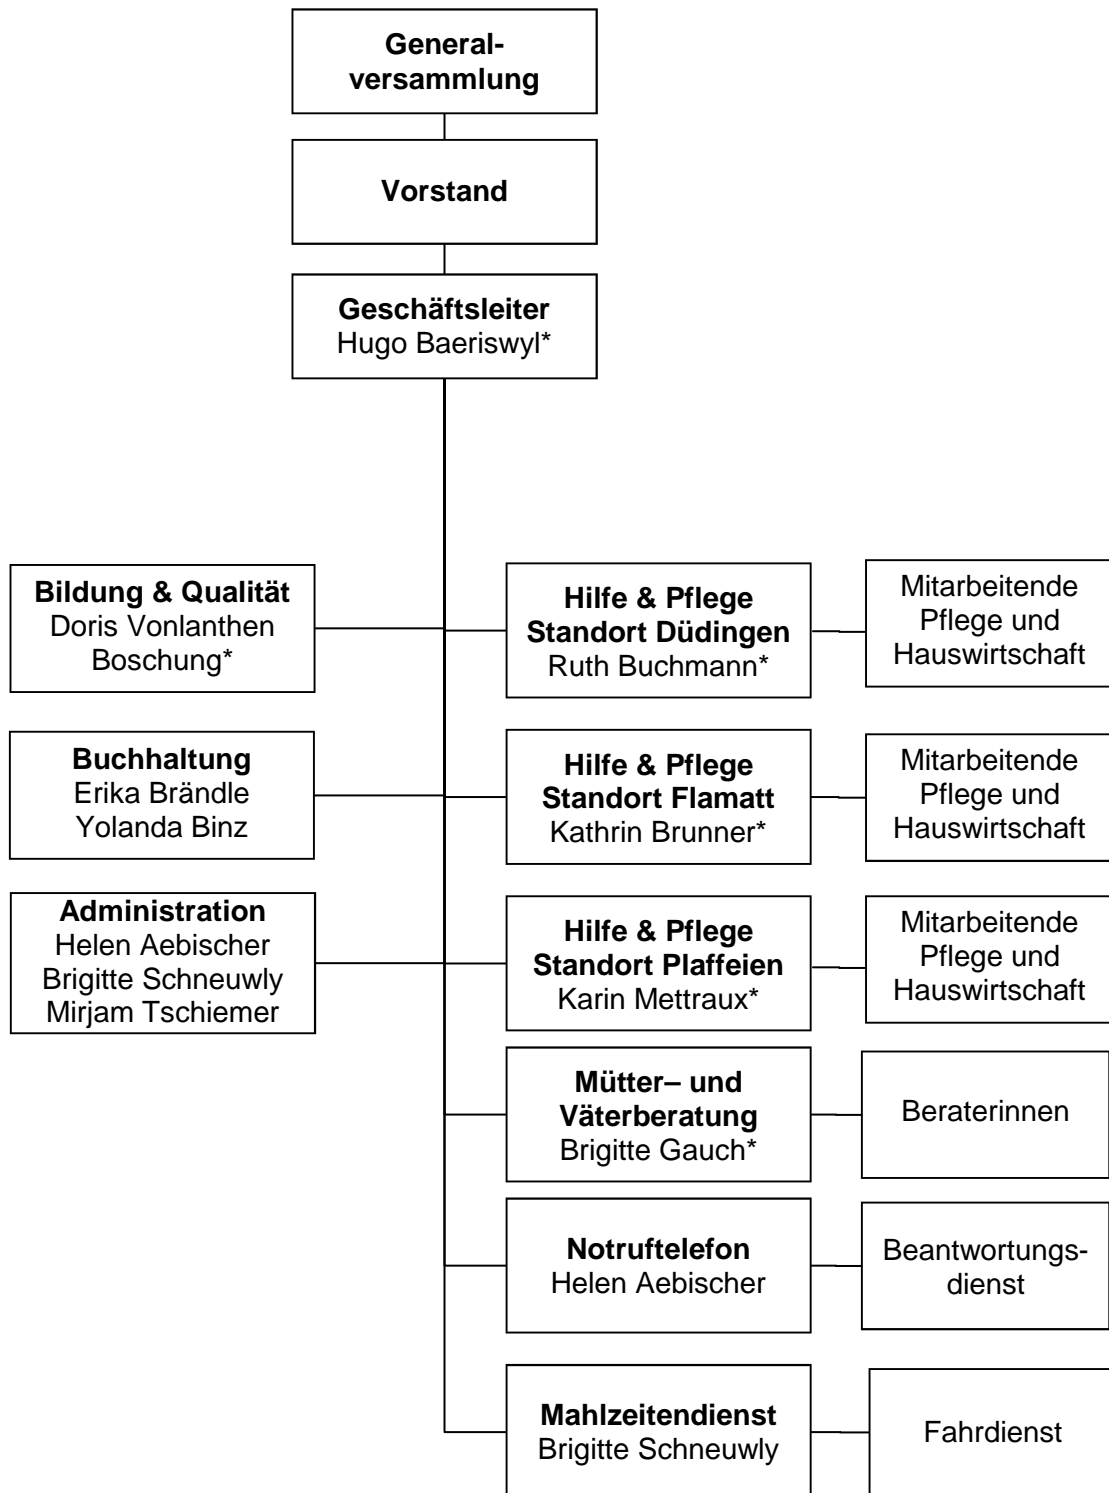 General-
versammlung
Vorstand
Geschäftsleiter
Hugo Baeriswyl*
Bildung & Qualität
Doris Vonlanthen
Boschung*
Hilfe & Pflege
Standort Düdingen
Ruth Buchmann*
Mitarbeitende
Pflege und
Hauswirtschaft
Buchhaltung
Erika Brändle
Yolanda Binz
Hilfe & Pflege
Standort Flamatt
Kathrin Brunner*
Mitarbeitende
Pflege und
Hauswirtschaft
Administration
Helen Aebischer
Brigitte Schneuwly
Mirjam Tschiemer
Hilfe & Pflege
Standort Plaffeien
Karin Mettraux*
Mitarbeitende
Pflege und
Hauswirtschaft
Mütter– und
Väterberatung
Brigitte Gauch*
Beraterinnen
Notruftelefon
Helen Aebischer
Beantwortungs-
dienst
Mahlzeitendienst
Brigitte Schneuwly
Fahrdienst